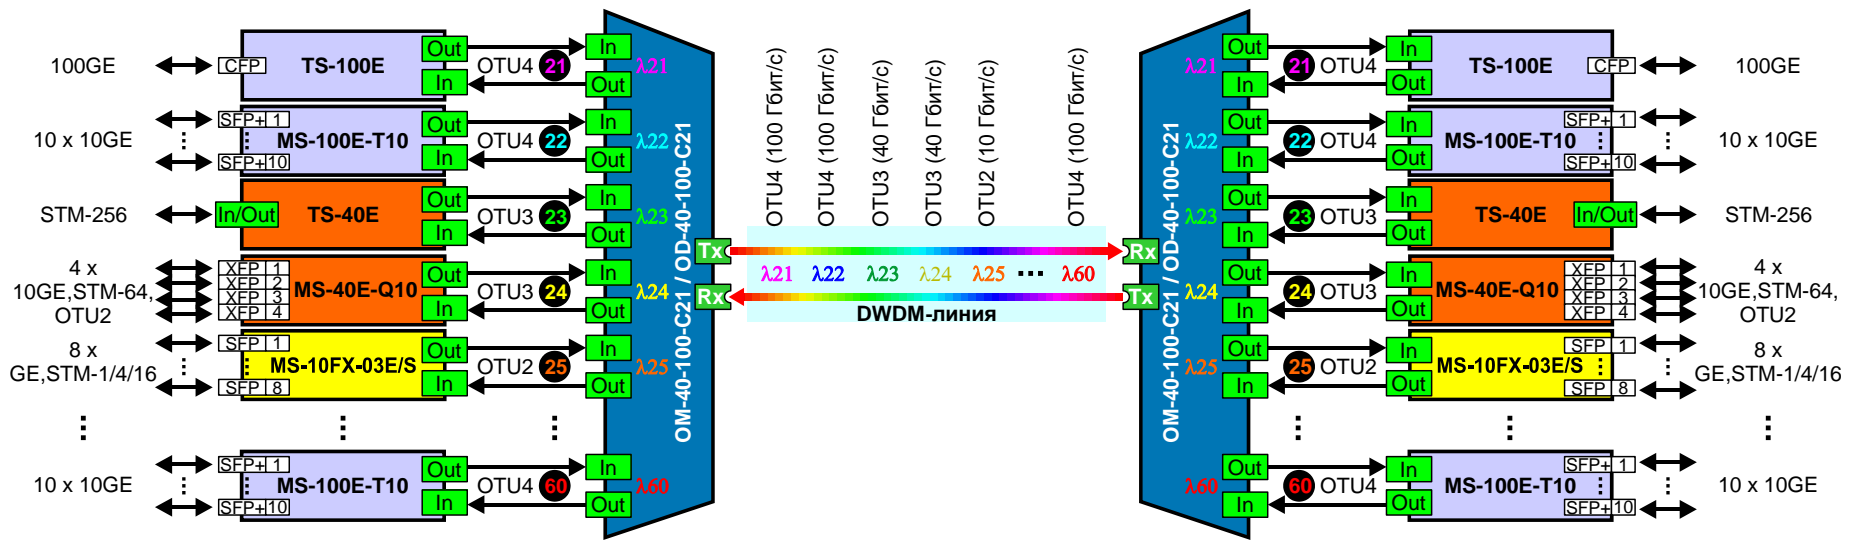 100GE
CFP
TS-100E
Out
In
OTU4
21
In
Out
λ21
10 x 10GE
SFP+ 1
SFP+ 10
MS-100E-T10
Out
In
OTU4
22
In
Out
λ22
STM-256
In/Out
TS-40E
Out
In
OTU3
23
In
Out
λ23
4 x
10GE,STM-64,
OTU2
XFP 1
XFP 2
XFP 3
XFP 4
MS-40E-Q10
Out
In
OTU3
24
In
Out
λ24
8 x
GE,STM-1/4/16
SFP 1
SFP 8
MS-10FX-03E/S
Out
In
OTU2
25
In
Out
λ25
10 x 10GE
SFP+ 1
SFP+ 10
MS-100E-T10
Out
In
OTU4
60
In
Out
λ60
OM-40-100-C21 / OD-40-100-C21
Tx
Rx
OTU4 (100 Гбит/с)
OTU4 (100 Гбит/с)
OTU3 (40 Гбит/с)
OTU3 (40 Гбит/с)
OTU2 (10 Гбит/с)
OTU4 (100 Гбит/с)
λ21 λ22 λ23 λ24 λ25 ... λ60
DWDM-линия
Rx
Tx
OM-40-100-C21 / OD-40-100-C21
λ21
Out
In
21
OTU4
In
Out
TS-100E
CFP
100GE
λ22
Out
In
22
OTU4
In
Out
MS-100E-T10
SFP+ 1
SFP+ 10
10 x 10GE
λ23
Out
In
23
OTU3
In
Out
TS-40E
In/Out
STM-256
λ24
Out
In
24
OTU3
In
Out
MS-40E-Q10
XFP 1
XFP 2
XFP 3
XFP 4
4 x
10GE,STM-64,
OTU2
λ25
Out
In
25
OTU2
In
Out
MS-10FX-03E/S
SFP 1
SFP 8
8 x
GE,STM-1/4/16
λ60
Out
In
60
OTU4
In
Out
MS-100E-T10
SFP+ 1
SFP+ 10
10 x 10GE